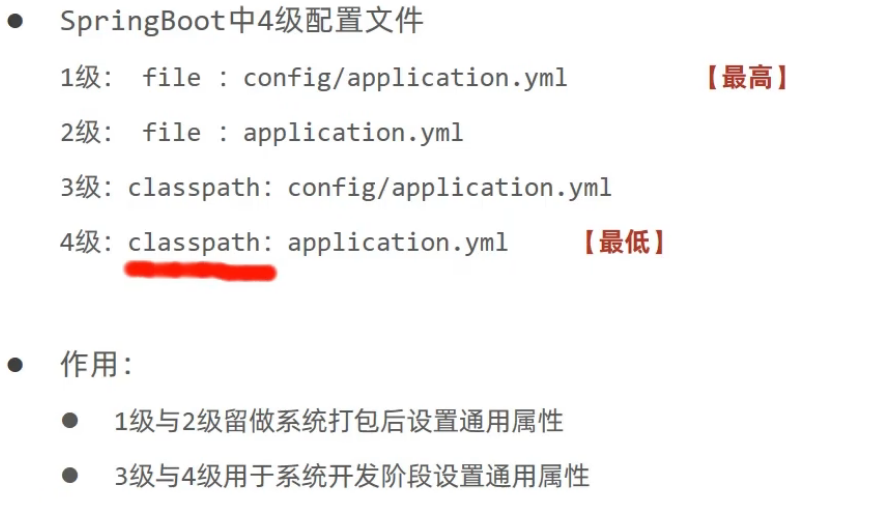 SpringBoot中4级配置文件
1级: file : config/application.yml 【最高】
2级: file : application.yml
3级: classpath: config/application.yml
4级: classpath: application.yml 【最低】
作用:
1级与2级留做系统打包后设置通用属性
3级与4级用于系统开发阶段设置通用属性